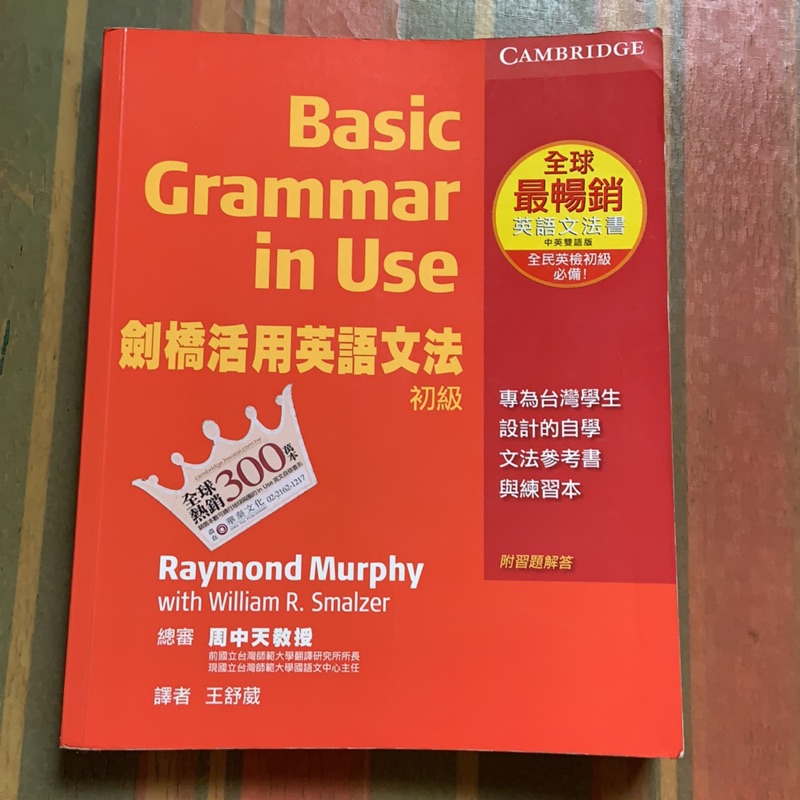 CAMBRIDGE
Basic
Grammar
in Use
劍橋活用英語文法
初級
全球
最暢銷
英語文法書
中英雙語版
全民英檢初級
必備!
專為台灣學生
設計的自學
文法參考書
與練習本
附習題解答
cambridge.hwatai.com.tw
全球
熱銷300萬本
華泰文化 02-2162-1217
Raymond Murphy
with William R. Smalzer
總審 周中天教授
前國立台灣師範大學翻譯研究所所長
現國立台灣師範大學國語文中心主任
譯者 王舒葳